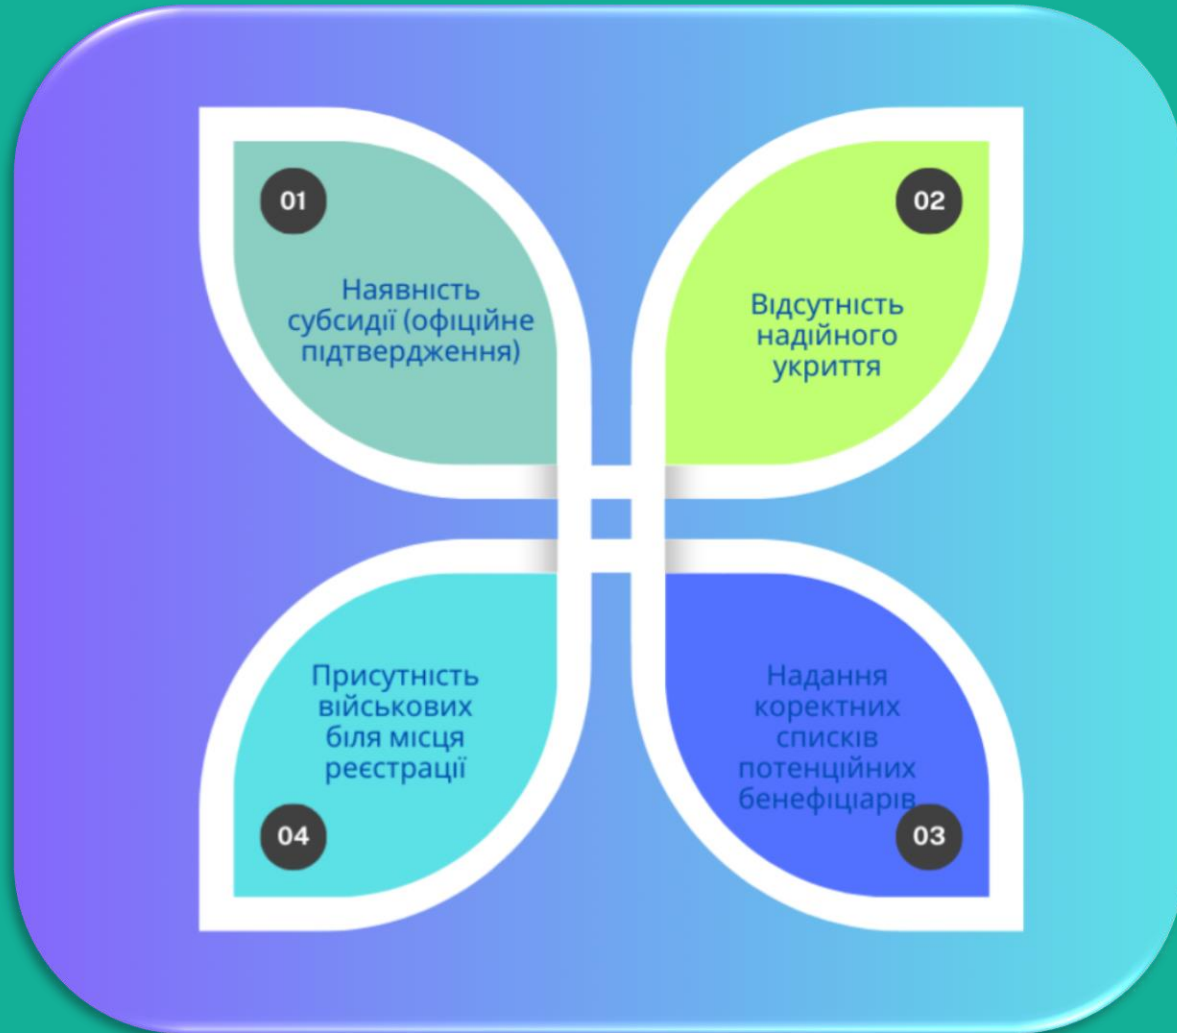 01
Наявність
субсидії (офіційне
підтвердження)
02
Відсутність
надійного
укриття
Надання
коректних
списків
потенційних
бенефіціарів
03
Присутність
військових
біля місця
реєстрації
04